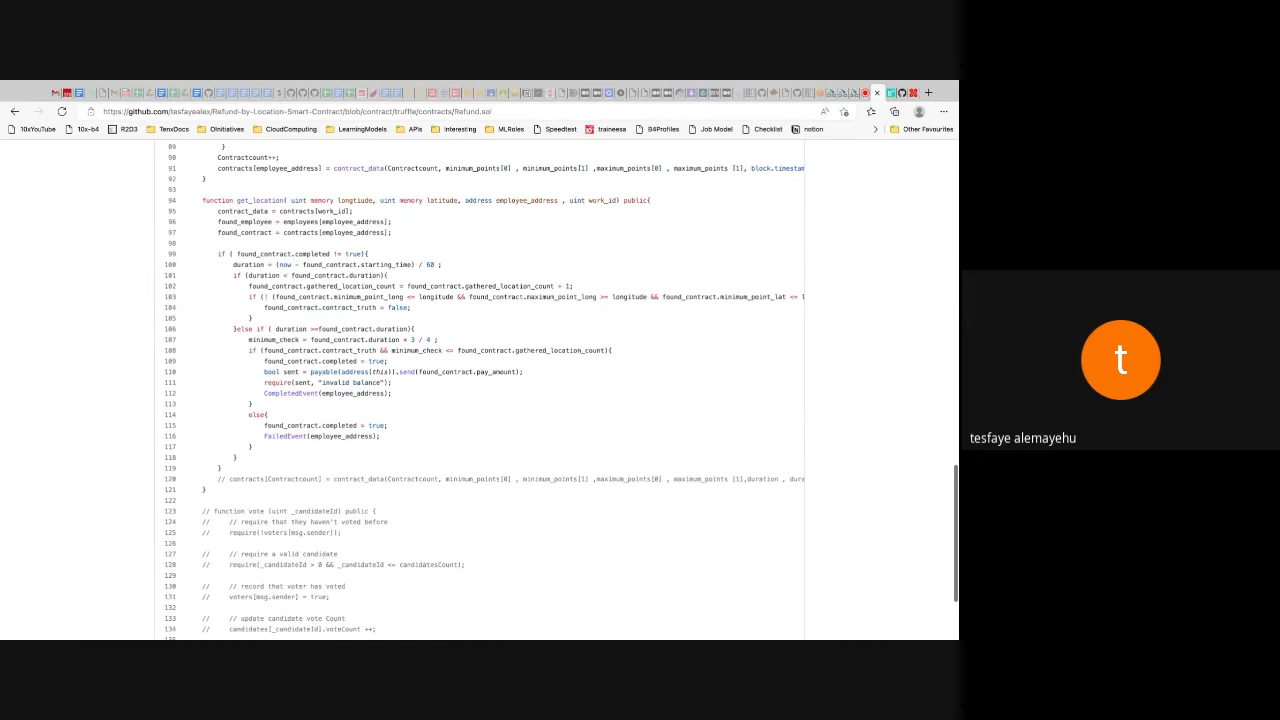 https://github.com/tesfayealex/Refund-by-Location-Smart-Contract/blob/contract/truffle/contracts/Refund.sol
10xYouTube 10x-b4 R2D3 TenxDocs OInitiatives CloudComputing LearningModels APIs Interesting MLRoles Speedtest traineesa B4Profiles Job Model Checklist notion Other Favourites
89 }
90 Contractcount++;
91 contracts[employee_address] = contract_data(Contractcount, minimum_points[0] , minimum_points[1] ,maximum_points[0] , maximum_points [1], block.timestam
92 }
93
94 function get_location( uint memory longtiude, uint memory latitude, address employee_address , uint work_id) public{
95 contract_data = contracts[work_id];
96 found_employee = employees[employee_address];
97 found_contract = contracts[employee_address];
98
99 if ( found_contract.completed != true){
100 duration = (now - found_contract.starting_time) / 60 ;
101 if (duration < found_contract.duration){
102 found_contract.gathered_location_count = found_contract.gathered_location_count + 1;
103 if (! (found_contract.minimum_point_long <= longitude && found_contract.maximum_point_long >= longitude && found_contract.minimum_point_lat <= l
104 found_contract.contract_truth = false;
105 }
106 }else if ( duration >=found_contract.duration){
107 minimum_check = found_contract.duration * 3 / 4 ;
108 if (found_contract.contract_truth && minimum_check <= found_contract.gathered_location_count){
109 found_contract.completed = true;
110 bool sent = payable(address(this)).send(found_contract.pay_amount);
111 require(sent, "invalid balance");
112 CompletedEvent(employee_address);
113 }
114 else{
115 found_contract.completed = true;
116 FailedEvent(employee_address);
117 }
118 }
119 }
120 // contracts[Contractcount] = contract_data(Contractcount, minimum_points[0] , minimum_points[1] ,maximum_points[0] , maximum_points [1],duration , dura
121 }
122
123 // function vote (uint _candidateId) public {
124 // // require that they haven't voted before
125 // require(!voters[msg.sender]);
126
127 // // require a valid candidate
128 // require(_candidateId > 0 && _candidateId <= candidatesCount);
129
130 // // record that voter has voted
131 // voters[msg.sender] = true;
132
133 // // update candidate vote Count
134 // candidates[_candidateId].voteCount ++;
t
tesfaye alemayehu